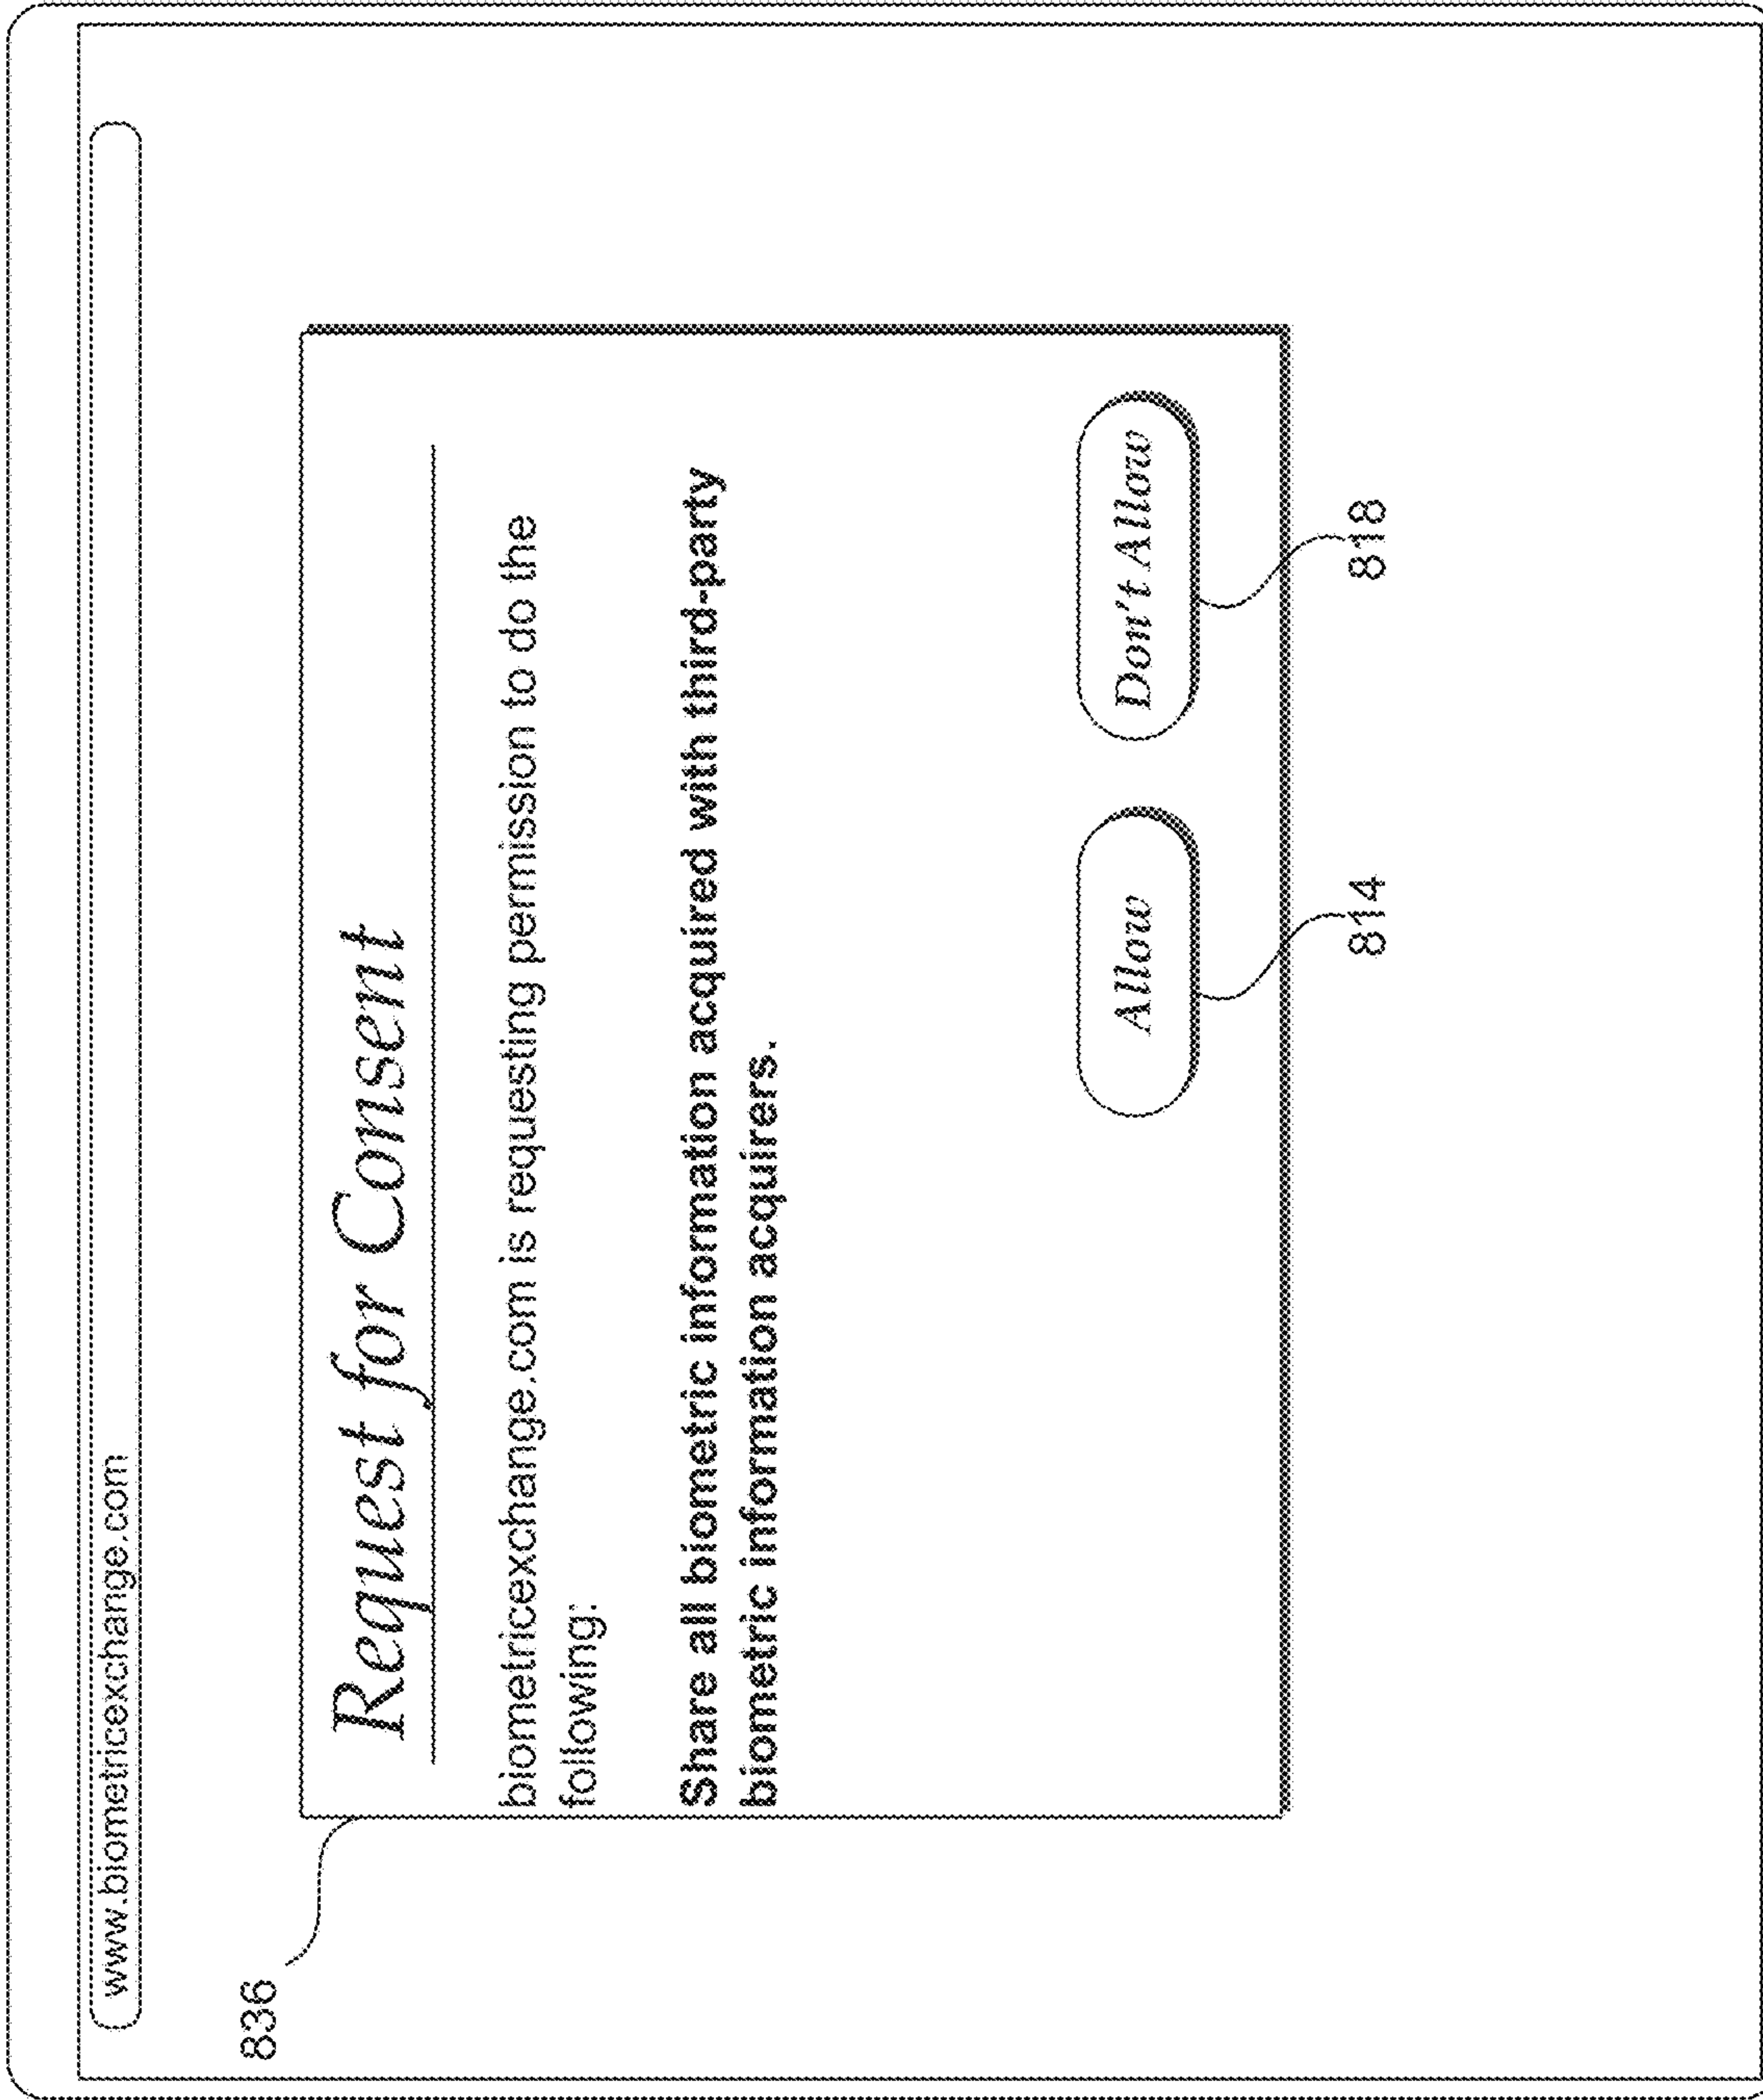 www.biometricexchange.com
836
Request for Consent
biometricexchange.com is requesting permission to do the
following:
Share all biometric information acquired with third-party
biometric information acquirers.
Allow
Don't Allow
814
818